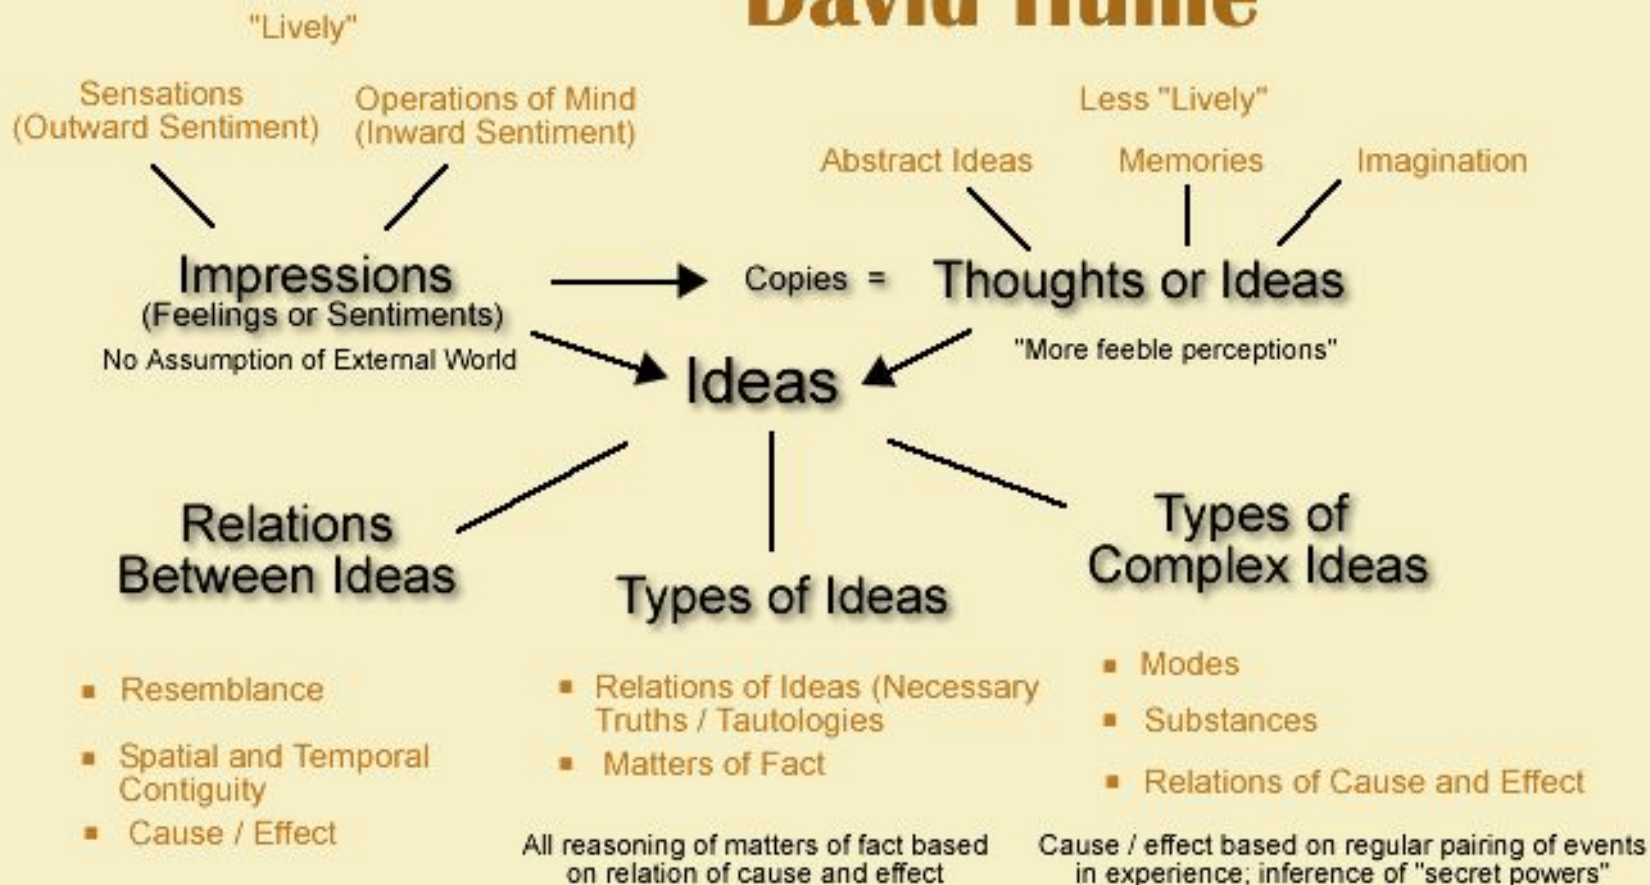 David Hume
"Lively"
Sensations
(Outward Sentiment)
Operations of Mind
(Inward Sentiment)
Less "Lively"
Abstract Ideas
Memories
Imagination
Impressions
(Feelings or Sentiments)
No Assumption of External World
Copies =
Thoughts or Ideas
"More feeble perceptions"
Ideas
Relations
Between Ideas
▪ Resemblance
▪ Spatial and Temporal
Contiguity
▪ Cause / Effect
Types of Ideas
▪ Relations of Ideas (Necessary
Truths / Tautologies
▪ Matters of Fact
All reasoning of matters of fact based
on relation of cause and effect
Types of
Complex Ideas
▪ Modes
▪ Substances
▪ Relations of Cause and Effect
Cause / effect based on regular pairing of events
in experience; inference of "secret powers"